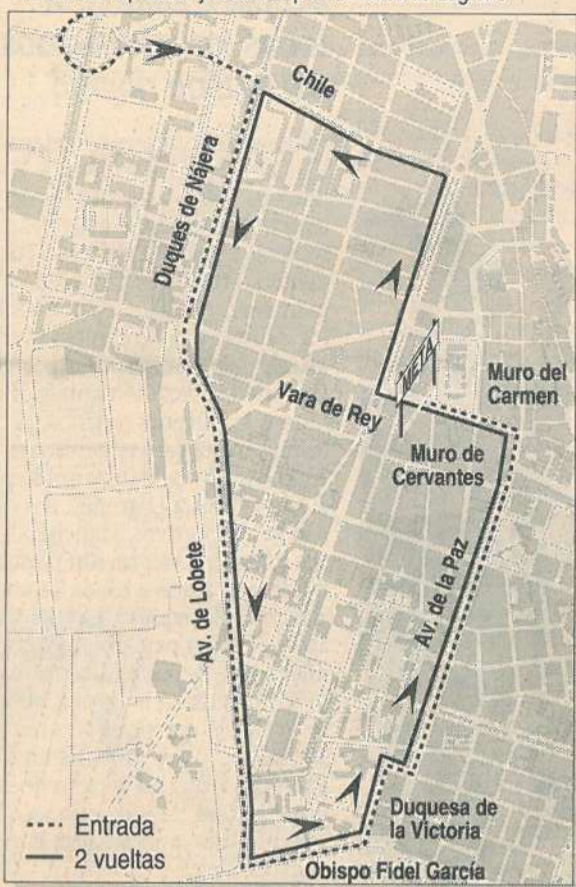 Chile
Duques de Nájera
META
Muro del
Carmen
Vara de Rey
Muro de
Cervantes
Av. de Lobete
Av. de la Paz
Duquesa de
la Victoria
Entrada
2 vueltas
Obispo Fidel García